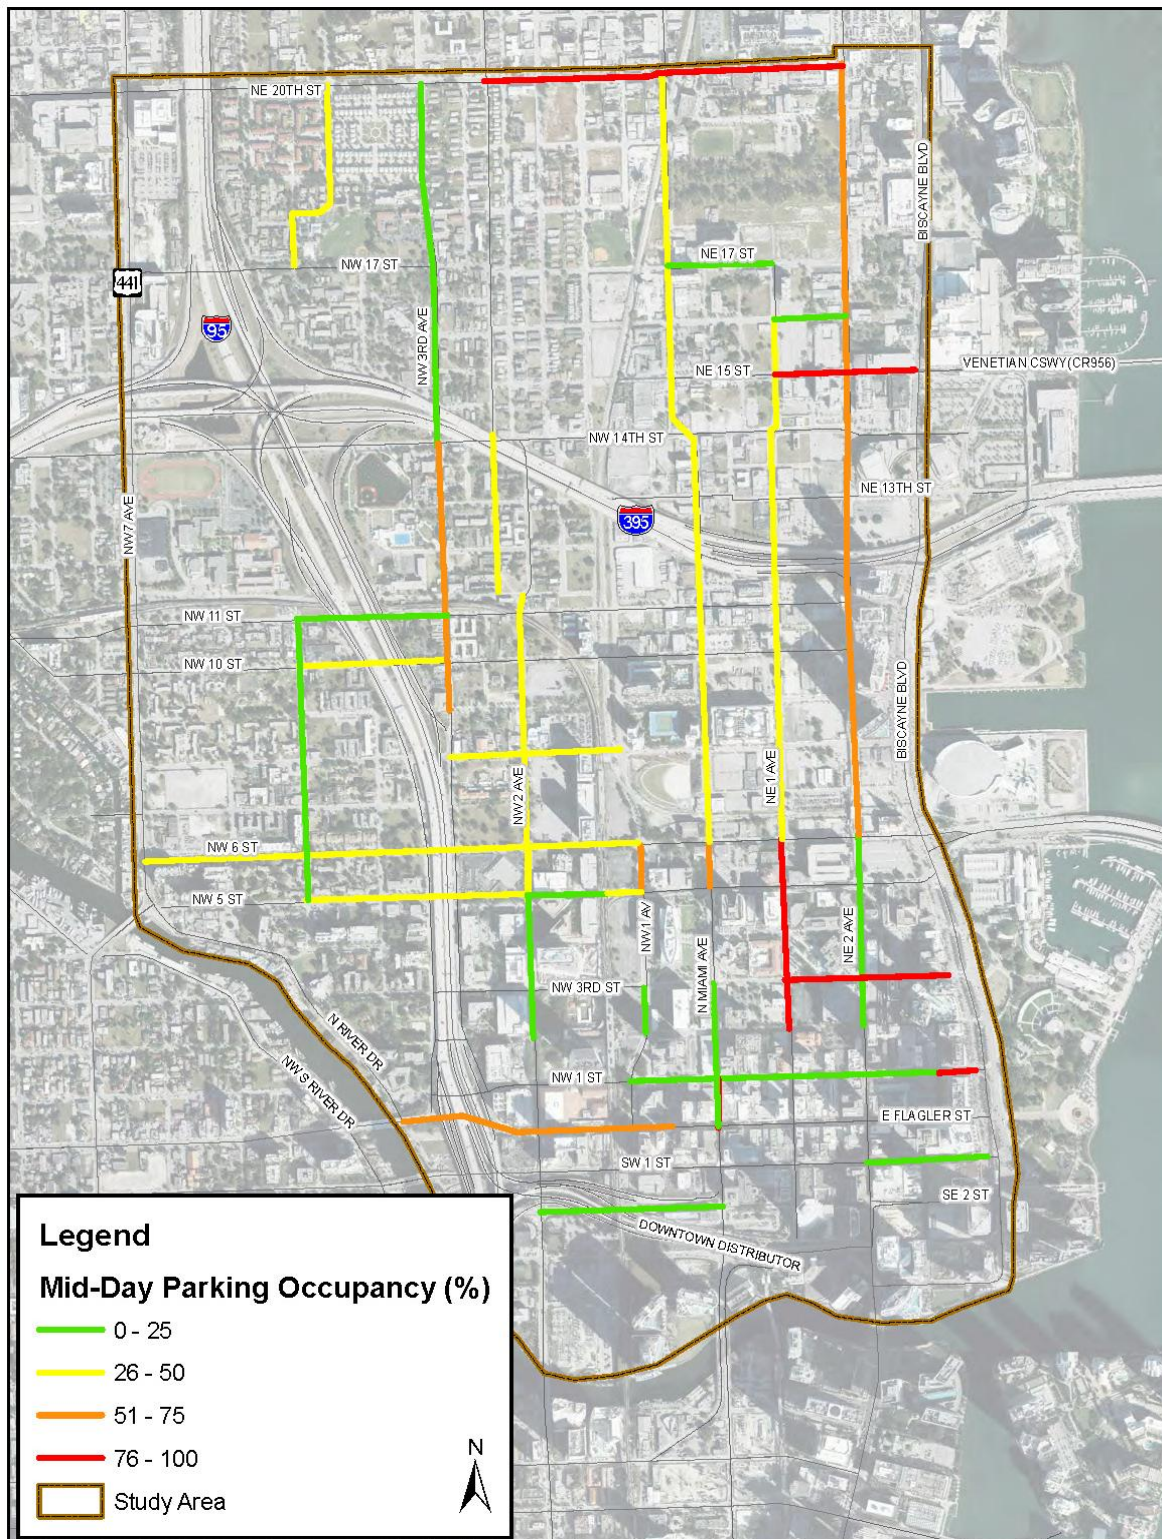 NE 20TH ST
BISCAYNE BLVD
NE 17 ST
NW 17 ST
441
95
NW 3RD AVE
NE 15 ST
VENETIAN CSWY(CR956)
NW 14TH ST
NE 13TH ST
NW 7 AVE
395
NW 11 ST
NW 10 ST
BISCAYNE BLVD
NW 2 AVE
NE 1 AVE
NW 6 ST
NW 5 ST
NW 1 AV
N MIAMI AVE
NE 2 AVE
NW 3RD ST
N RIVER DR
NW S RIVER DR
NW 1 ST
E FLAGLER ST
SW 1 ST
SE 2 ST
DOWNTOWN DISTRIBUTOR
Legend
Mid-Day Parking Occupancy (%)
0 - 25
26 - 50
51 - 75
76 - 100
Study Area
N